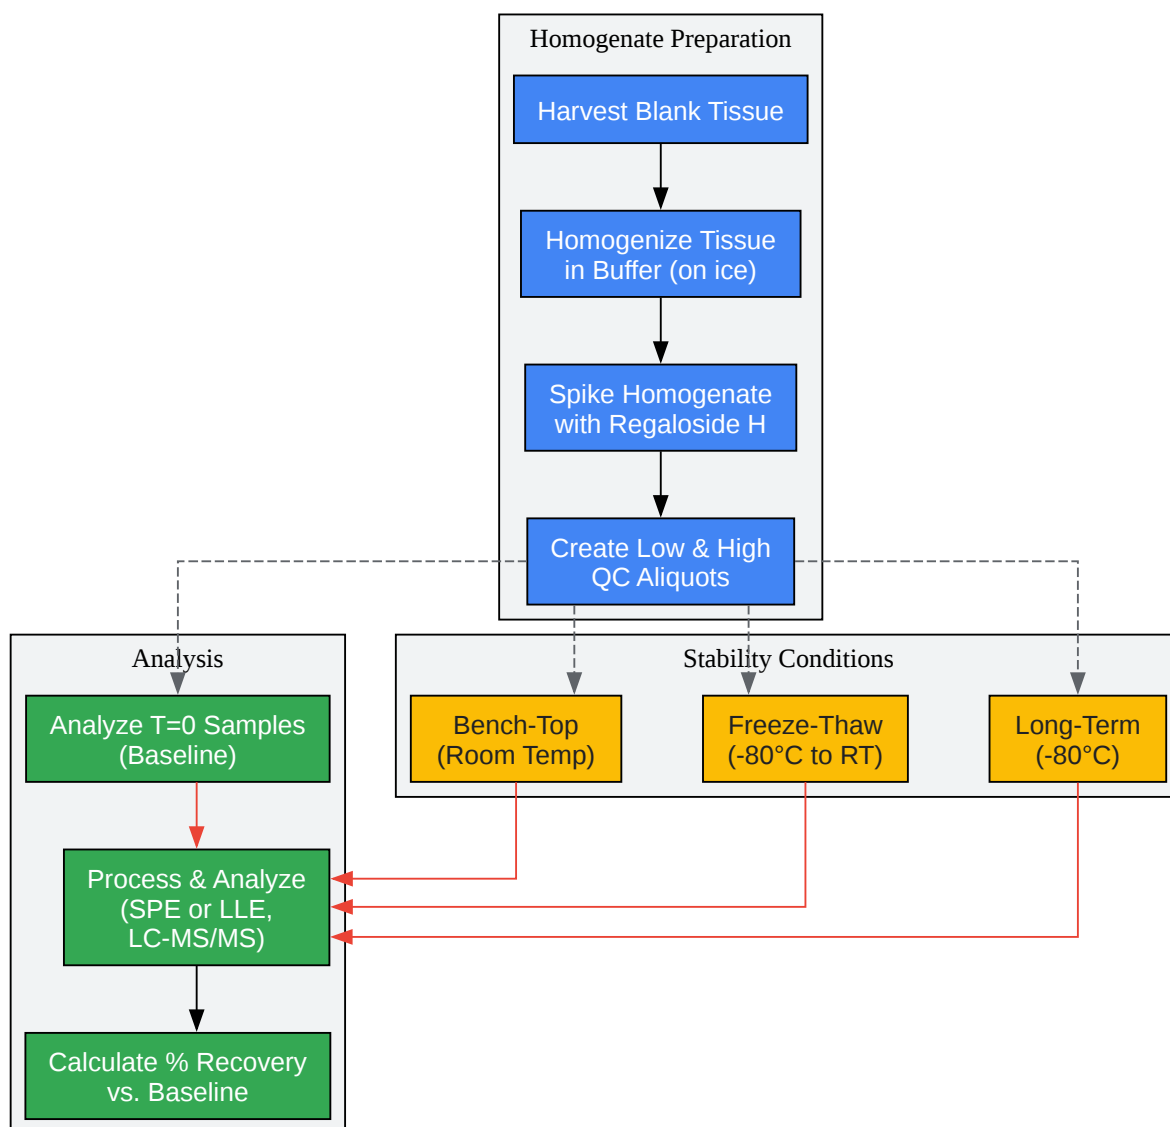 Homogenate Preparation
Harvest Blank Tissue
Homogenize Tissue
in Buffer (on ice)
Spike Homogenate
with Regaloside H
Create Low & High
QC Aliquots
Analysis
Analyze T=0 Samples
(Baseline)
Process & Analyze
(SPE or LLE,
LC-MS/MS)
Calculate % Recovery
vs. Baseline
Stability Conditions
Bench-Top
(Room Temp)
Freeze-Thaw
(-80°C to RT)
Long-Term
(-80°C)